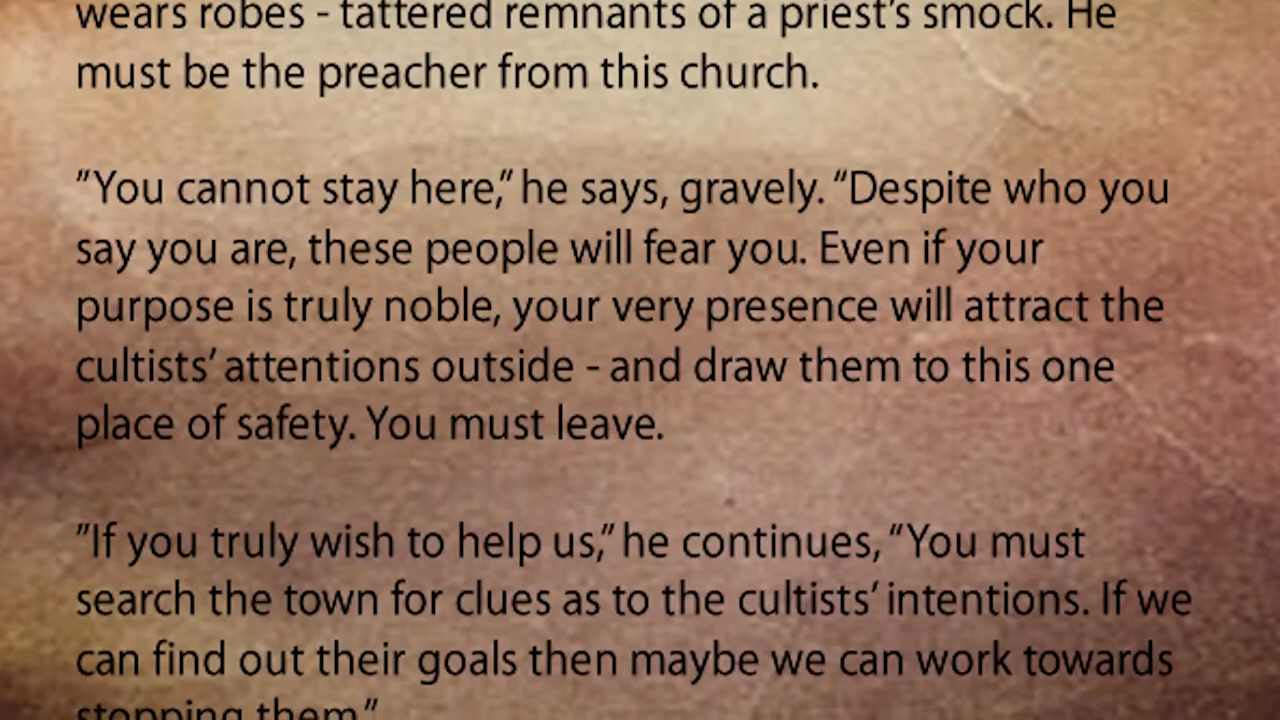 wears robes - tattered remnants of a priest's smock. He
must be the preacher from this church.
"You cannot stay here," he says, gravely. "Despite who you
say you are, these people will fear you. Even if your
purpose is truly noble, your very presence will attract the
cultists' attentions outside - and draw them to this one
place of safety. You must leave.
"If you truly wish to help us," he continues, "You must
search the town for clues as to the cultists' intentions. If we
can find out their goals then maybe we can work towards
stopping them."